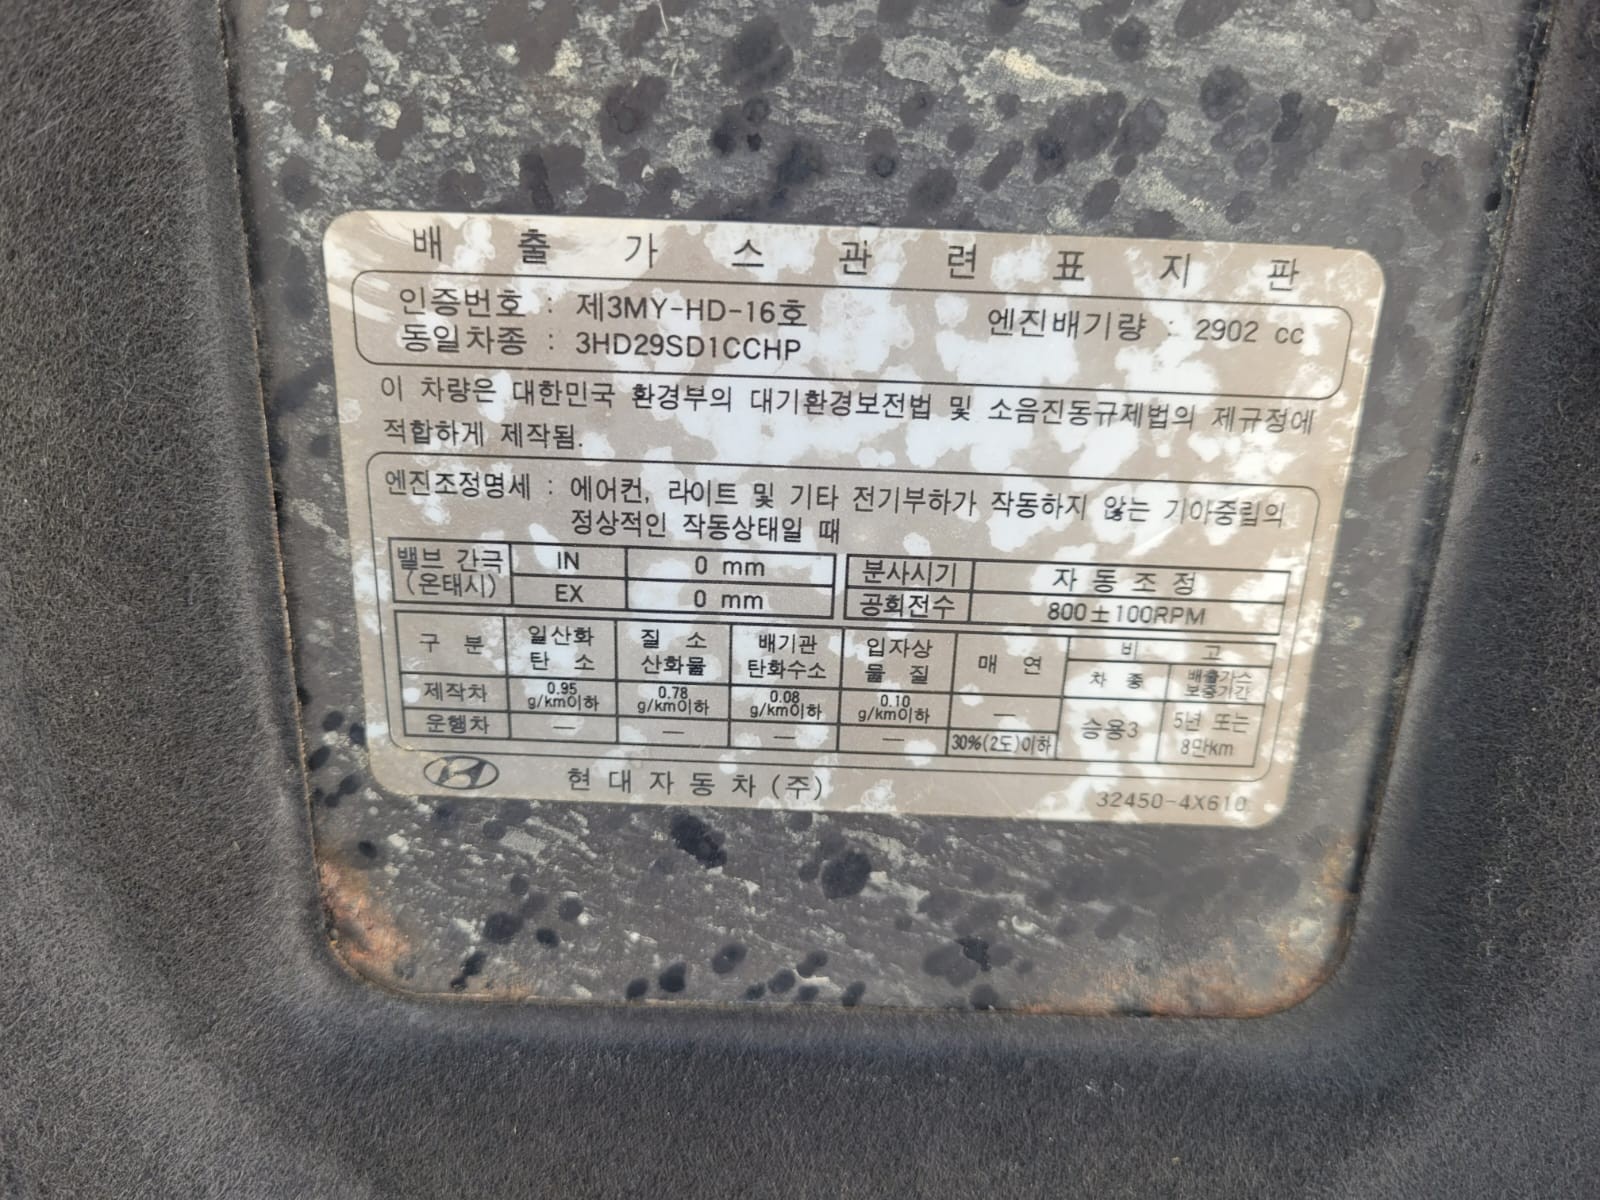 배 출 가 스 관 련 표 지 판
인증번호 : 제3MY-HD-16호 엔진배기량 : 2902 cc
동일차종 : 3HD29SD1CCHP
이 차량은 대한민국 환경부의 대기환경보전법 및 소음진동규제법의 제규정에
적합하게 제작됨.
엔진조정명세 : 에어컨, 라이트 및 기타 전기부하가 작동하지 않는 기아중립의
정상적인 작동상태일 때
밸브 간극 (온태시) IN 0 mm 분사시기 자 동 조 정
EX 0 mm 공회전수 800±100RPM
구 분 일산화 탄 소 질 소 산화물 배기관 탄화수소 입자상 물 질 매 연 비 고
차 종 배출가스 보증기간
제작차 0.95 g/km이하 0.78 g/km이하 0.08 g/km이하 0.10 g/km이하 — 승용3 5년 또는 8만km
운행차 — — — — 30%(2도)이하
현 대 자 동 차 (주)
32450-4X610